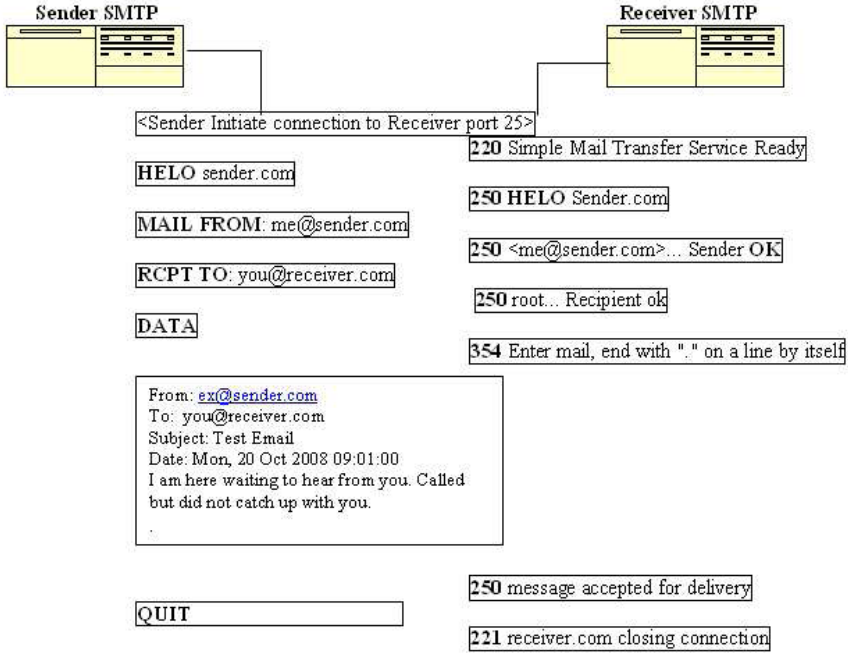 Sender SMTP
Receiver SMTP
<Sender Initiate connection to Receiver port 25>
220 Simple Mail Transfer Service Ready
HELO sender.com
250 HELO Sender.com
MAIL FROM: me@sender.com
250 <me@sender.com>... Sender OK
RCPT TO: you@receiver.com
250 root... Recipient ok
DATA
354 Enter mail, end with "." on a line by itself
From: ex@sender.com
To: you@receiver.com
Subject: Test Email
Date: Mon, 20 Oct 2008 09:01:00
I am here waiting to hear from you. Called
but did not catch up with you.
.
250 message accepted for delivery
QUIT
221 receiver.com closing connection